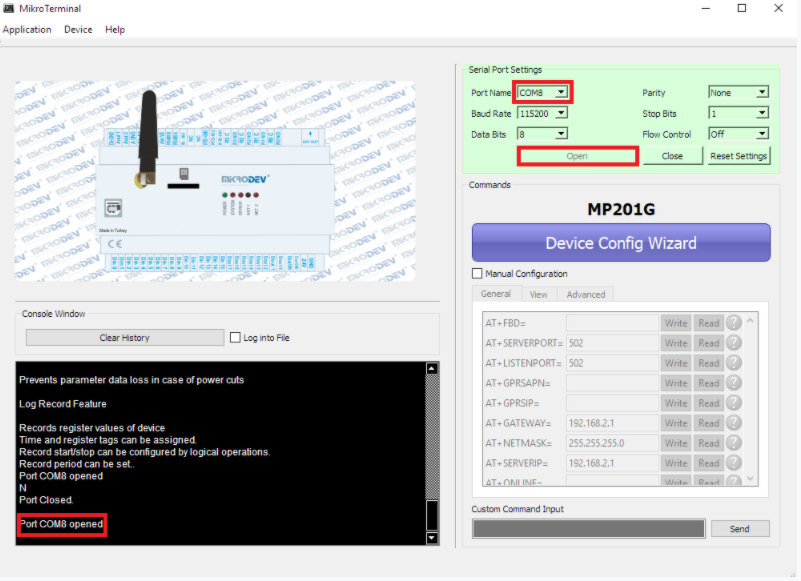 MikroTerminal
Application Device Help
MIKRODEV
Made in Turkey
CE
Serial Port Settings
Port Name COM8 Parity None
Baud Rate 115200 Stop Bits 1
Data Bits 8 Flow Control Off
Open Close Reset Settings
Commands
MP201G
Device Config Wizard
Manual Configuration
General View Advanced
AT+FBD= Write Read ?
AT+SERVERPORT= 502 Write Read ?
AT+LISTENPORT= 502 Write Read ?
AT+GPRSAPN= Write Read ?
AT+GPRSIP= Write Read ?
AT+GATEWAY= 192.168.2.1 Write Read ?
AT+NETMASK= 255.255.255.0 Write Read ?
AT+SERVERIP= 192.168.2.1 Write Read ?
AT+ONLINE= Write Read
Custom Command Input
Send
Console Window
Clear History Log into File
Prevents parameter data loss in case of power cuts
Log Record Feature
Records register values of device
Time and register tags can be assigned.
Record start/stop can be configured by logical operations.
Record period can be set..
Port COM8 opened
N
Port Closed.
Port COM8 opened